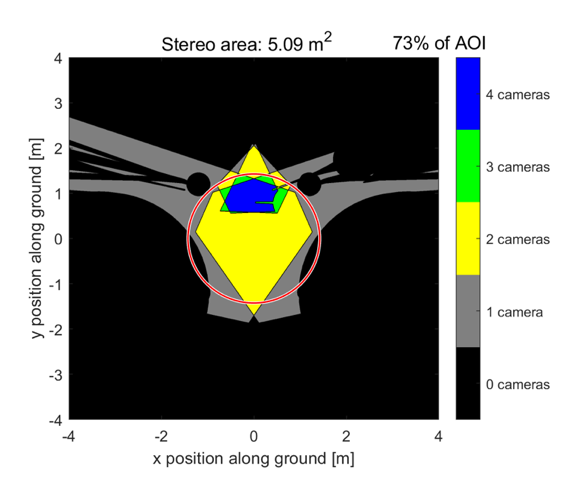 Stereo area: 5.09 m²
73% of AOI
4
3
2
1
0
-1
-2
-3
-4
y position along ground [m]
-4
-2
0
2
4
x position along ground [m]
4 cameras
3 cameras
2 cameras
1 camera
0 cameras